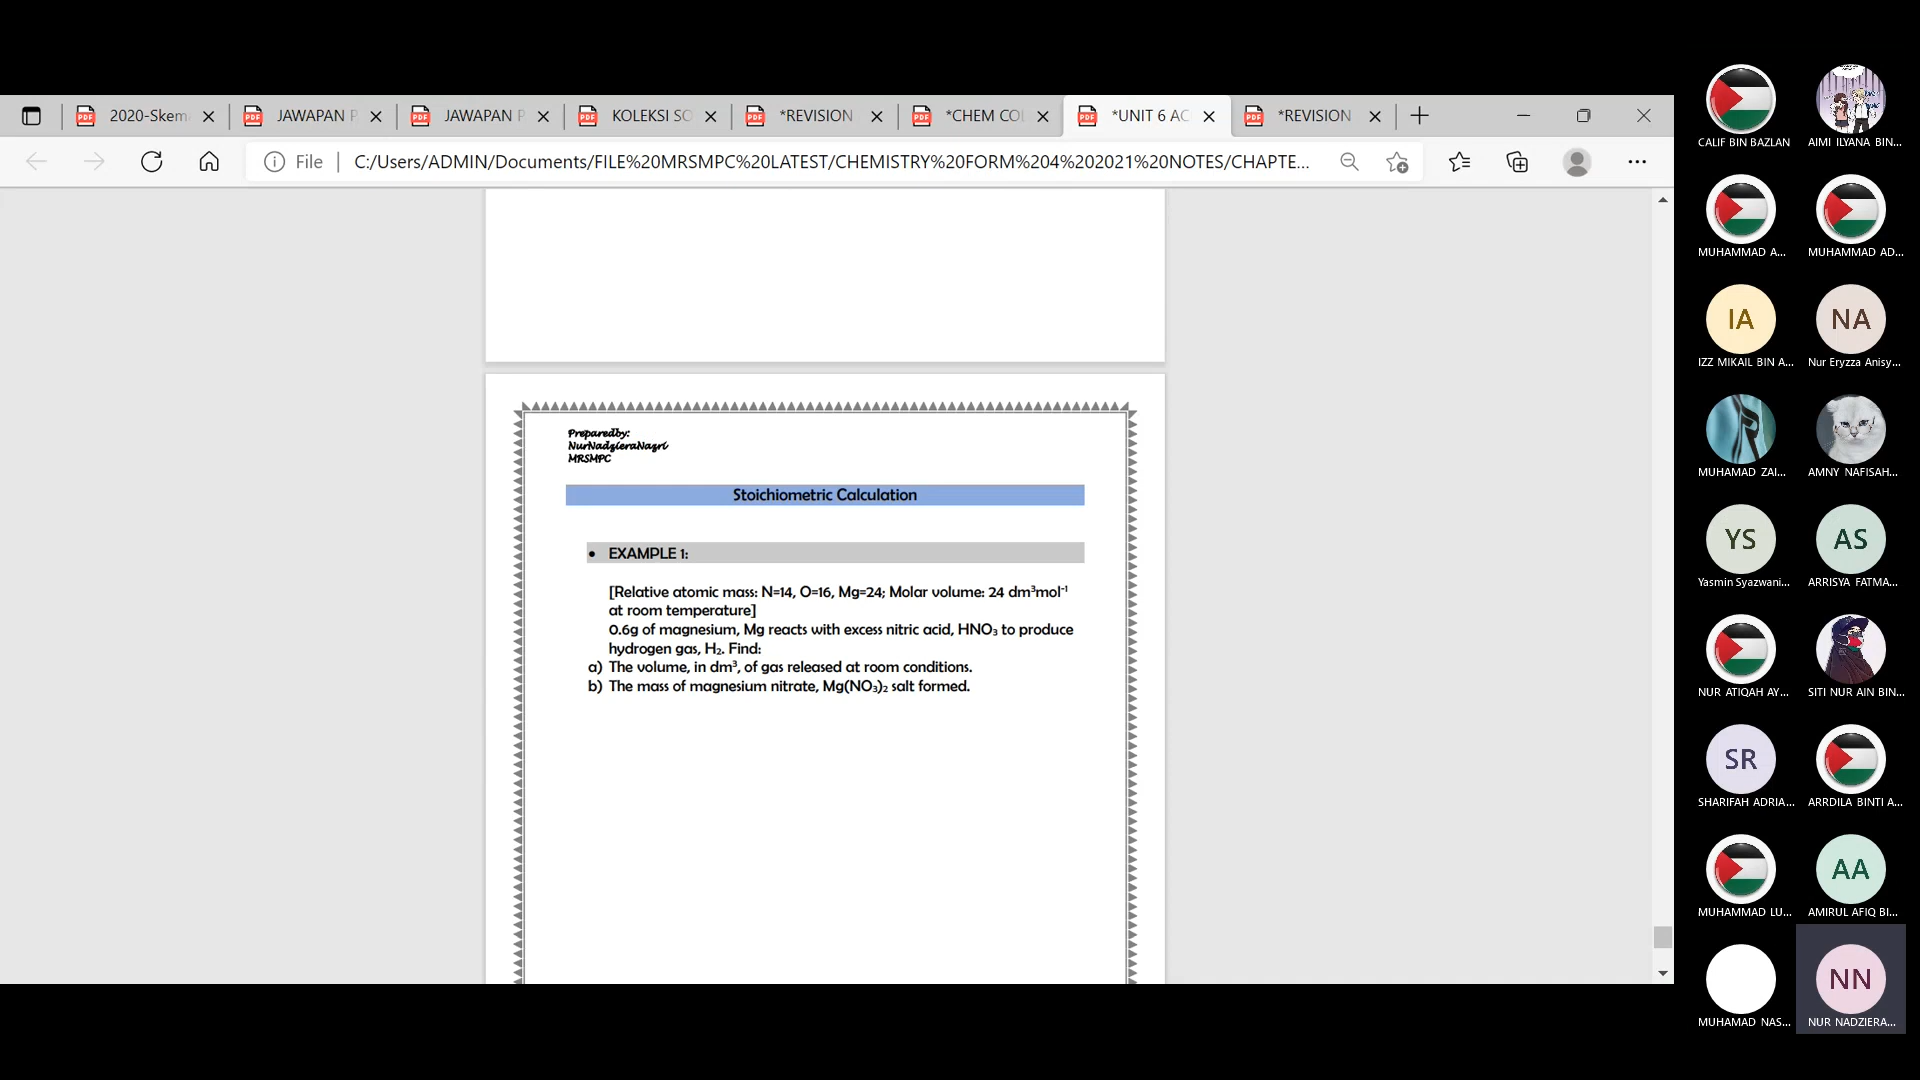 2020-Skem
JAWAPAN P
JAWAPAN P
KOLEKSI SO
*REVISION
*CHEM COL
*UNIT 6 AC
*REVISION
File
C:/Users/ADMIN/Documents/FILE%20MRSMPC%20LATEST/CHEMISTRY%20FORM%204%202021%20NOTES/CHAPTE...
Preparedby:
NurNadzieraNazri
MRSMPC
Stoichiometric Calculation
• EXAMPLE 1:
[Relative atomic mass: N=14, O=16, Mg=24; Molar volume: 24 dm³mol⁻¹
at room temperature]
0.6g of magnesium, Mg reacts with excess nitric acid, HNO₃ to produce
hydrogen gas, H₂. Find:
a) The volume, in dm³, of gas released at room conditions.
b) The mass of magnesium nitrate, Mg(NO₃)₂ salt formed.
CALIF BIN BAZLAN
AIMI ILYANA BIN...
MUHAMMAD A...
MUHAMMAD AD...
IA
NA
IZZ MIKAIL BIN A...
Nur Eryzza Anisy...
MUHAMAD ZAI...
AMNY NAFISAH...
YS
AS
Yasmin Syazwani...
ARRISYA FATMA...
NUR ATIQAH AY...
SITI NUR AIN BIN...
SR
SHARIFAH ADRIA...
ARRDILA BINTI A...
AA
MUHAMMAD LU...
AMIRUL AFIQ BI...
NN
MUHAMAD NAS...
NUR NADZIERA...